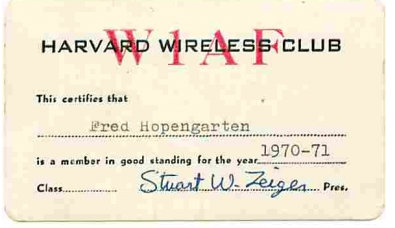 W1AF
HARVARD WIRELESS CLUB
This certifies that
Fred Hopengarten
is a member in good standing for the year 1970-71
Class Stuart W. Zeiger Pres.